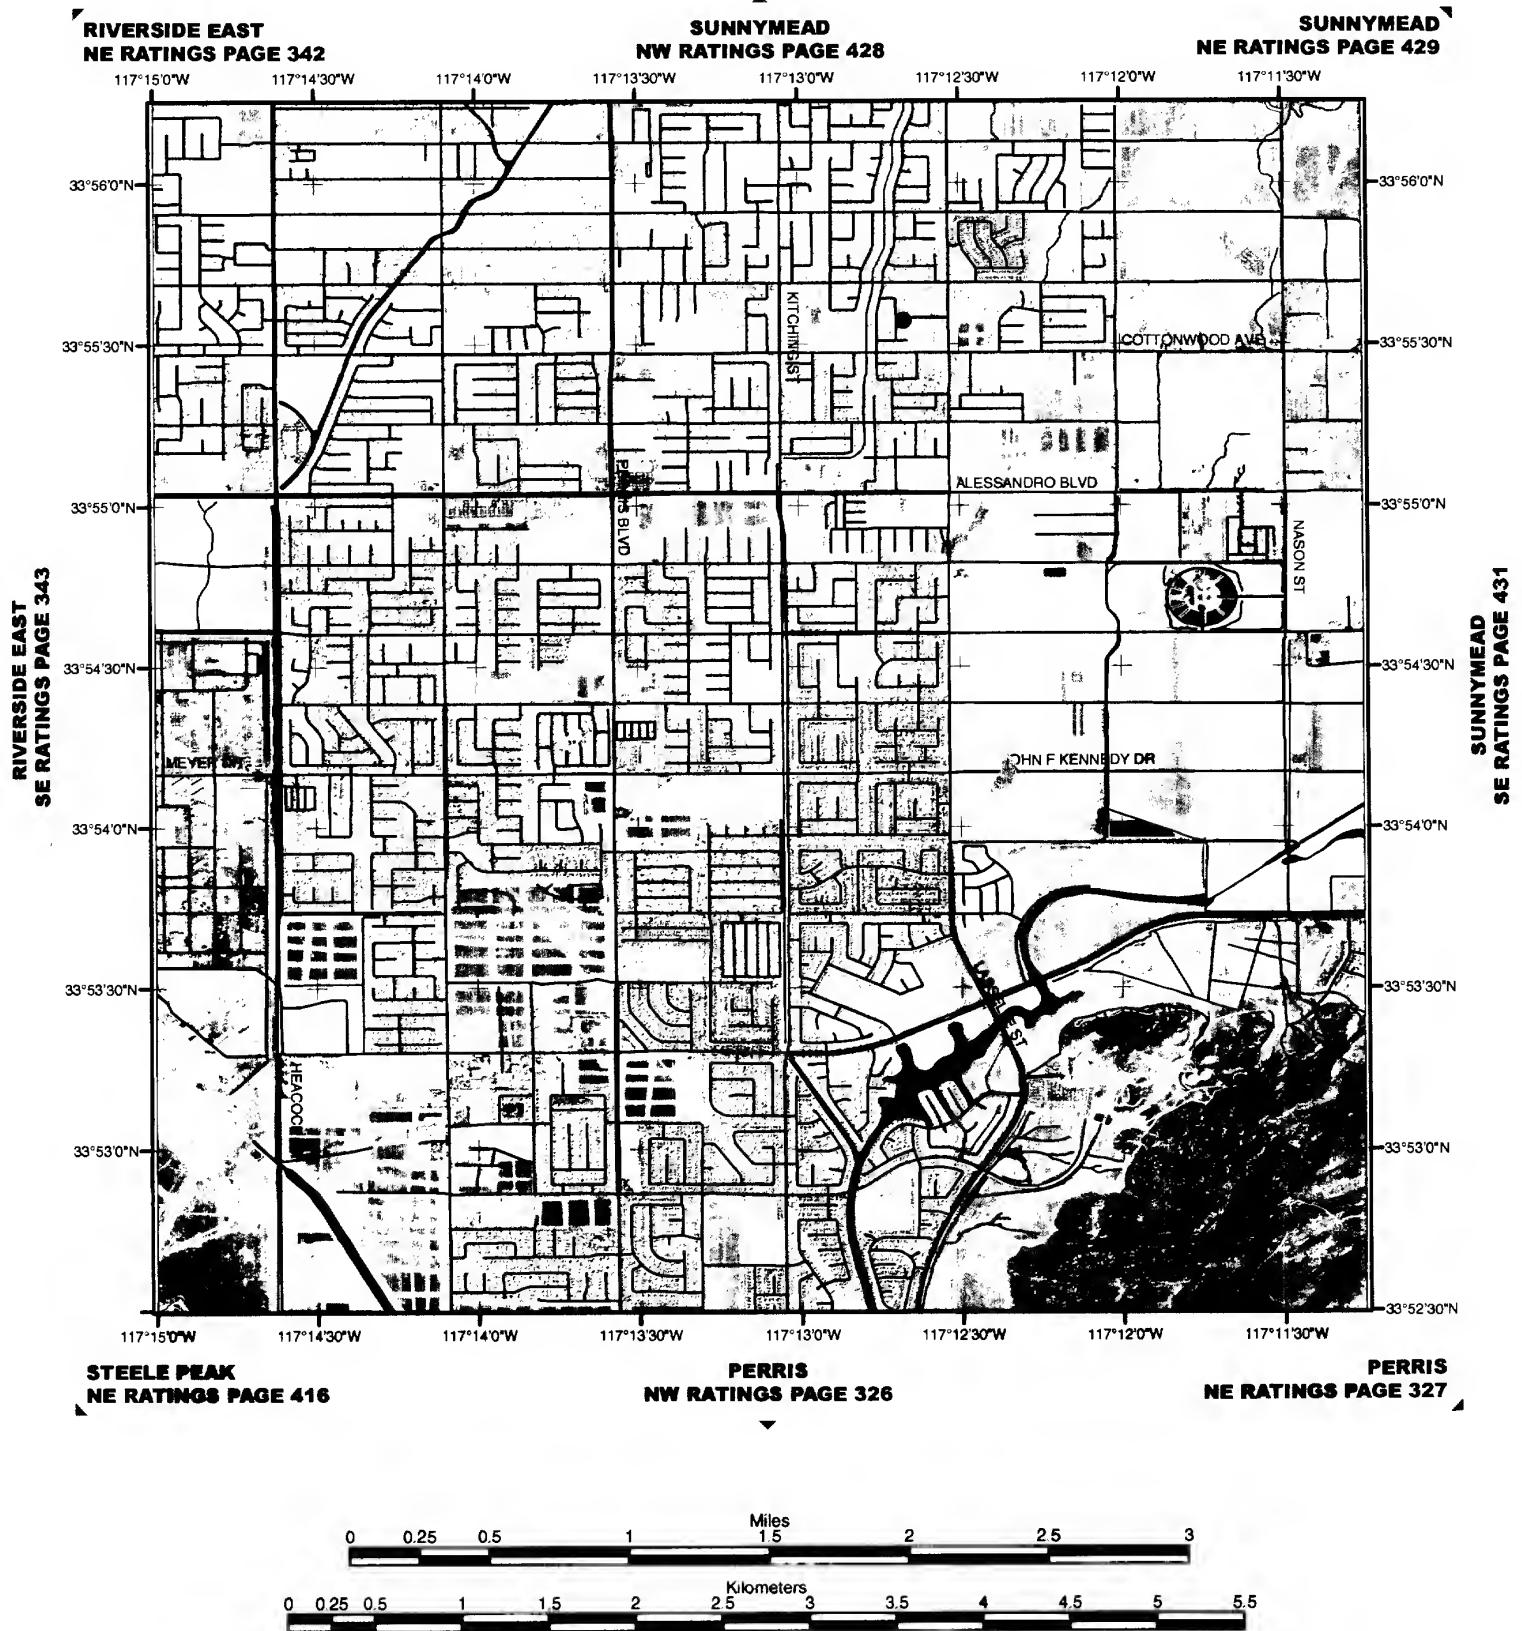 RIVERSIDE EAST
NE RATINGS PAGE 342
SUNNYMEAD
NW RATINGS PAGE 428
SUNNYMEAD
NE RATINGS PAGE 429
117°15'0"W
117°14'30"W
117°14'0"W
117°13'30"W
117°13'0"W
117°12'30"W
117°12'0"W
117°11'30"W
33°56'0"N
33°56'0"N
KITCHING ST
COTTONWOOD AVE
33°55'30"N
33°55'30"N
PERRIS BLVD
ALESSANDRO BLVD
33°55'0"N
33°55'0"N
NASON ST
RIVERSIDE EAST
SE RATINGS PAGE 343
SUNNYMEAD
SE RATINGS PAGE 431
33°54'30"N
33°54'30"N
MEYER DR
JOHN F KENNEDY DR
33°54'0"N
33°54'0"N
LASSELLE ST
33°53'30"N
33°53'30"N
HEACOCK
33°53'0"N
33°53'0"N
33°52'30"N
117°15'0"W
117°14'30"W
117°14'0"W
117°13'30"W
117°13'0"W
117°12'30"W
117°12'0"W
117°11'30"W
STEELE PEAK
NE RATINGS PAGE 416
PERRIS
NW RATINGS PAGE 326
PERRIS
NE RATINGS PAGE 327
Miles
0 0.25 0.5 1 1.5 2 2.5 3
Kilometers
0 0.25 0.5 1 1.5 2 2.5 3 3.5 4 4.5 5 5.5